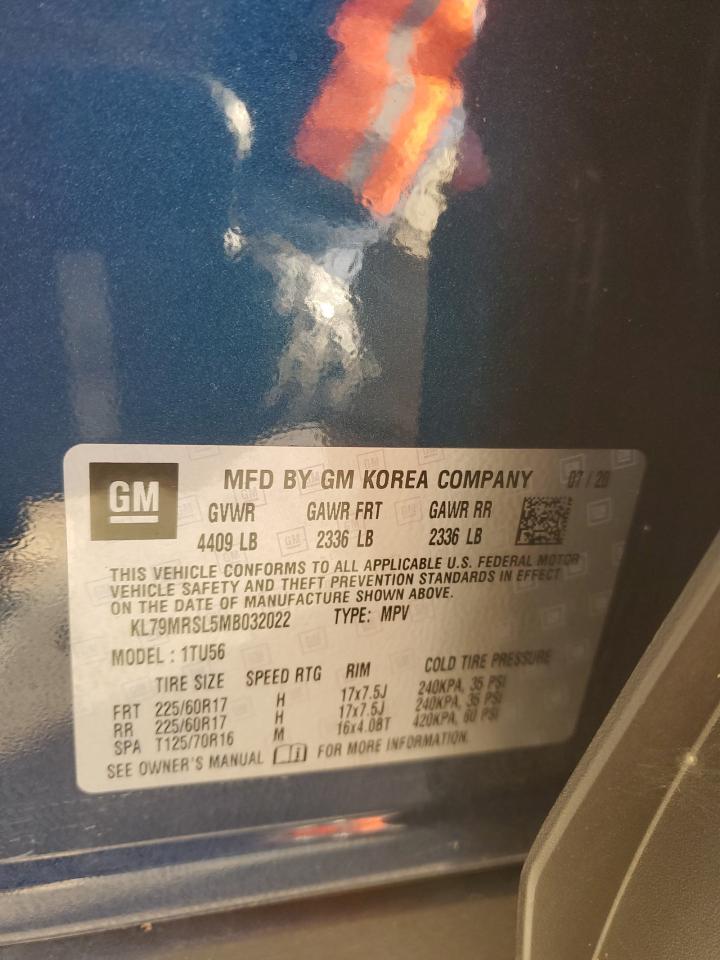 GM
MFD BY GM KOREA COMPANY 07 / 20
GVWR GAWR FRT GAWR RR
4409 LB 2336 LB 2336 LB
THIS VEHICLE CONFORMS TO ALL APPLICABLE U.S. FEDERAL MOTOR
VEHICLE SAFETY AND THEFT PREVENTION STANDARDS IN EFFECT
ON THE DATE OF MANUFACTURE SHOWN ABOVE.
KL79MRSL5MB032022 TYPE: MPV
MODEL : 1TU56
TIRE SIZE SPEED RTG RIM COLD TIRE PRESSURE
FRT 225/60R17 H 17x7.5J 240KPA, 35 PSI
RR 225/60R17 H 17x7.5J 240KPA, 35 PSI
SPA T125/70R16 M 16x4.0BT 420KPA, 60 PSI
SEE OWNER'S MANUAL FOR MORE INFORMATION.